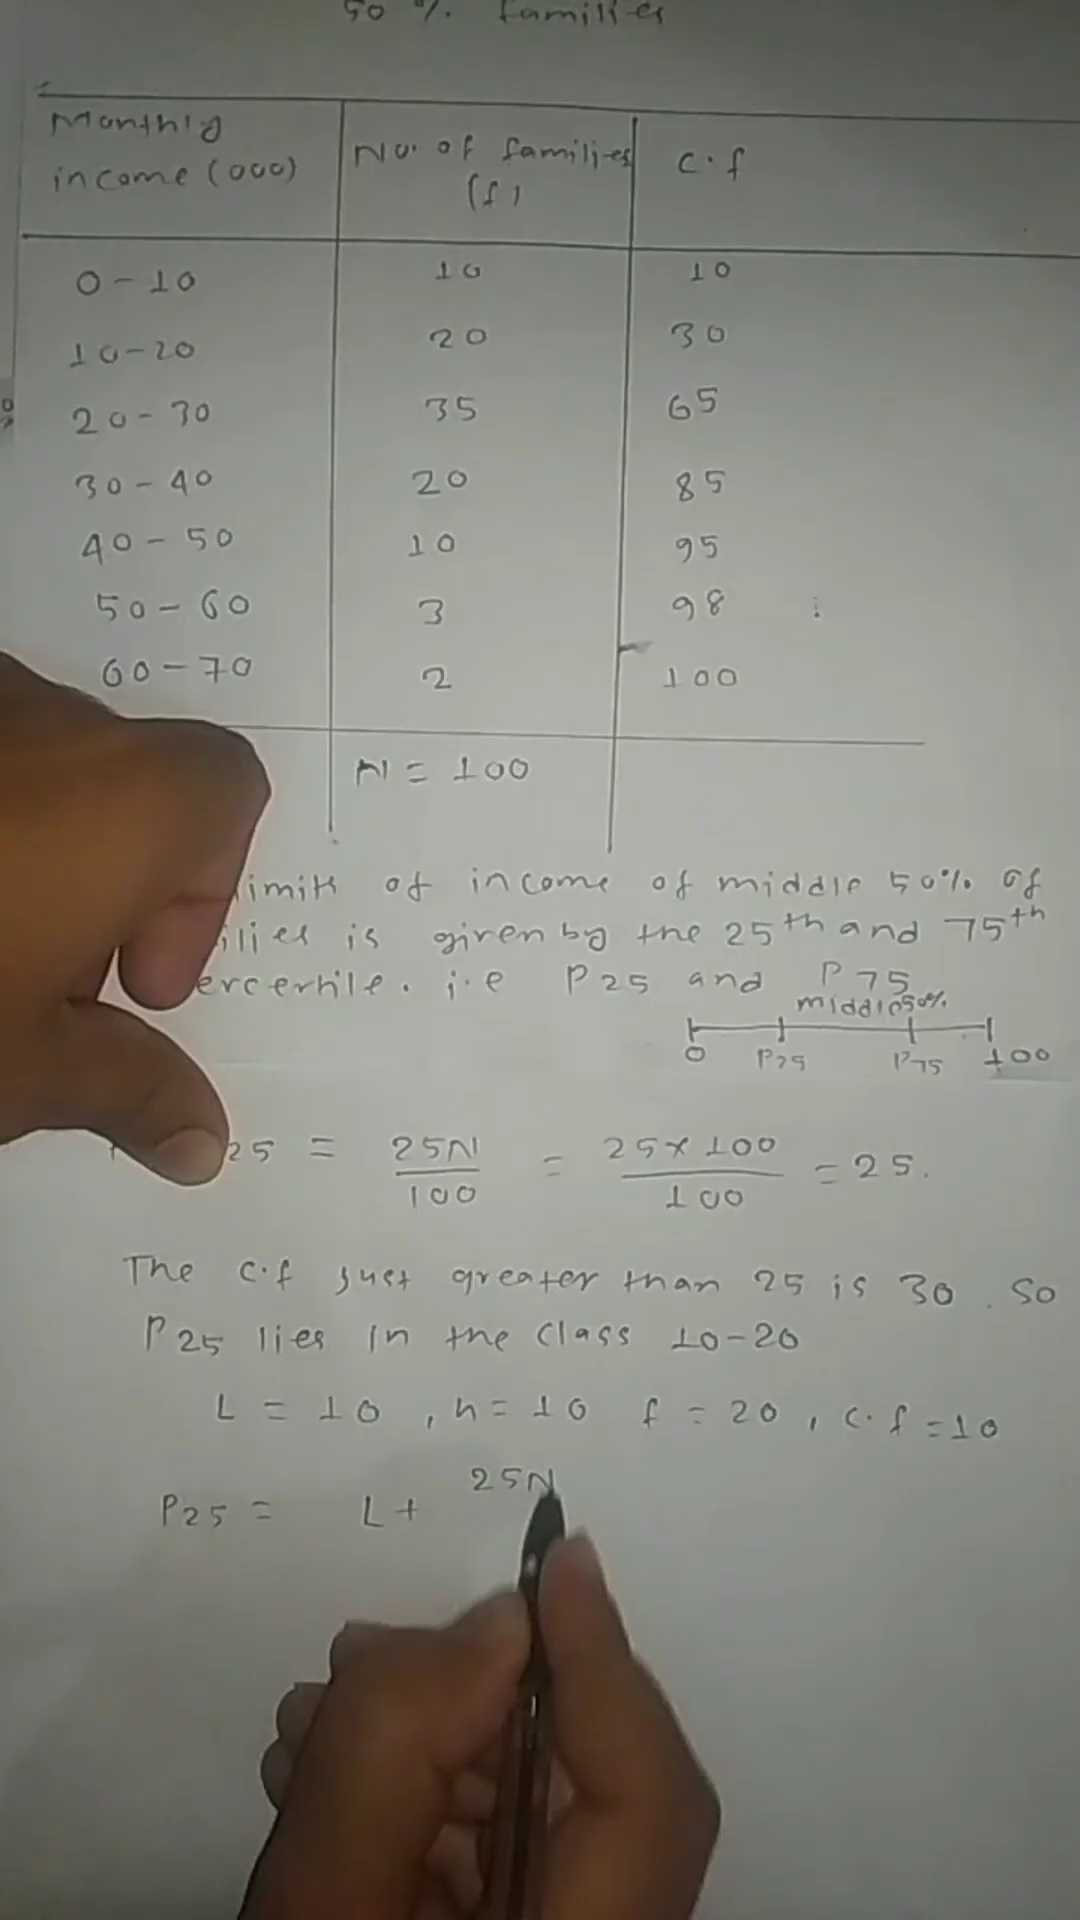 50 % families
Monthly income (000) No. of families (f) c.f
0-10 10 10
10-20 20 30
20-30 35 65
30-40 20 85
40-50 10 95
50-60 3 98
60-70 2 100
N = 100
of income of middle 50% of
is given by the 25th and 75th
i.e P25 and P75
middle 50%
0 P25 P75 100
25 = 25N/100 = 25×100/100 = 25.
The c.f just greater than 25 is 30. So
P25 lies in the class 10-20
L = 10, h = 10 f = 20, c.f = 10
P25 = L + 25N